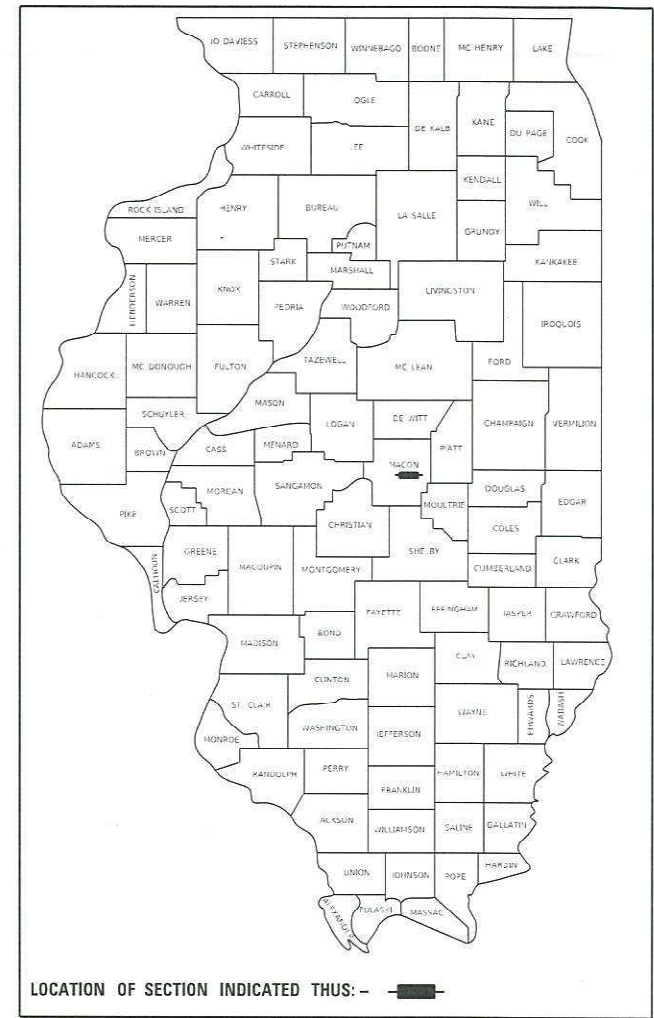 JO DAVIESS STEPHENSON WINNEBAGO BOONE MC HENRY LAKE
CARROLL OGLE DE KALB KANE DU PAGE COOK
WHITESIDE LEE
KENDALL
ROCK ISLAND HENRY BUREAU LA SALLE WILL
MERCER PUTNAM GRUNDY
STARK MARSHALL KANKAKEE
HENDERSON WARREN KNOX PEORIA WOODFORD LIVINGSTON IROQUOIS
HANCOCK MC DONOUGH FULTON TAZEWELL MC LEAN FORD
MASON
SCHUYLER LOGAN DE WITT CHAMPAIGN VERMILION
ADAMS BROWN CASS MENARD PIATT
MACON
MORGAN SANGAMON DOUGLAS EDGAR
PIKE SCOTT CHRISTIAN MOULTRIE
COLES
GREENE SHELBY
CALHOUN MACOUPIN MONTGOMERY CUMBERLAND CLARK
JERSEY
FAYETTE EFFINGHAM JASPER CRAWFORD
MADISON BOND
CLAY RICHLAND LAWRENCE
CLINTON MARION
ST. CLAIR WAYNE EDWARDS WABASH
WASHINGTON JEFFERSON
MONROE
RANDOLPH PERRY HAMILTON WHITE
FRANKLIN
JACKSON WILLIAMSON SALINE GALLATIN
UNION JOHNSON POPE HARDIN
ALEXANDER PULASKI MASSAC
LOCATION OF SECTION INDICATED THUS: –